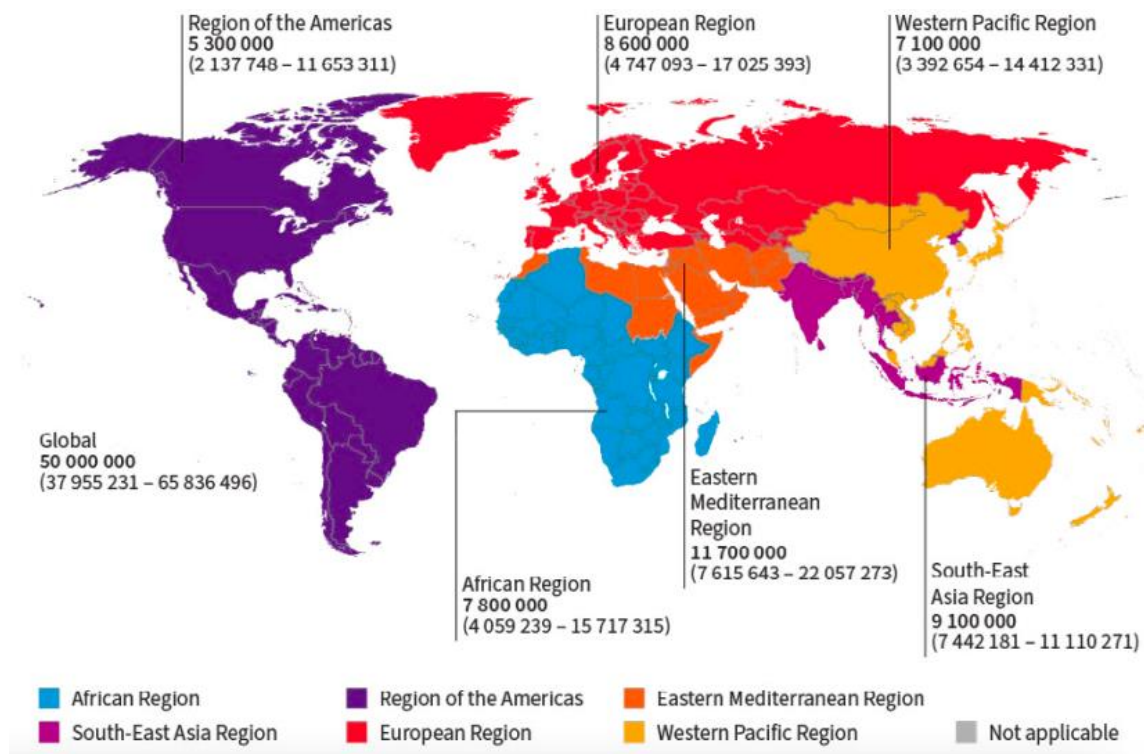 Region of the Americas
5 300 000
(2 137 748 – 11 653 311)
European Region
8 600 000
(4 747 093 – 17 025 393)
Western Pacific Region
7 100 000
(3 392 654 – 14 412 331)
Global
50 000 000
(37 955 231 – 65 836 496)
African Region
7 800 000
(4 059 239 – 15 717 315)
Eastern
Mediterranean
Region
11 700 000
(7 615 643 – 22 057 273)
South-East
Asia Region
9 100 000
(7 442 181 – 11 110 271)
African Region
Region of the Americas
Eastern Mediterranean Region
South-East Asia Region
European Region
Western Pacific Region
Not applicable